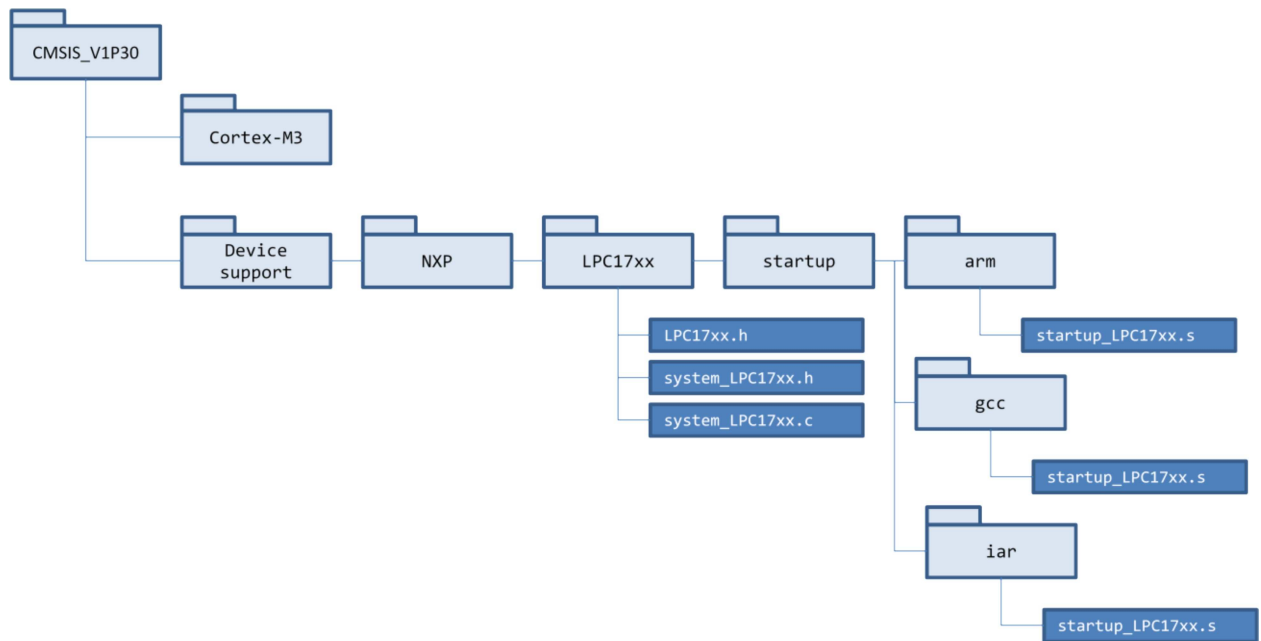 CMSIS_V1P30
Cortex-M3
Device
support
NXP
LPC17xx
startup
arm
LPC17xx.h
system_LPC17xx.h
system_LPC17xx.c
startup_LPC17xx.s
gcc
startup_LPC17xx.s
iar
startup_LPC17xx.s